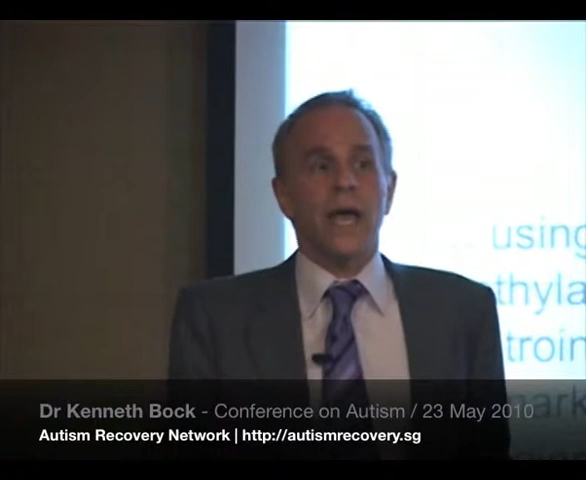 using
thyla
troin
Dr Kenneth Bock - Conference on Autism / 23 May 2010
Autism Recovery Network | http://autismrecovery.sg